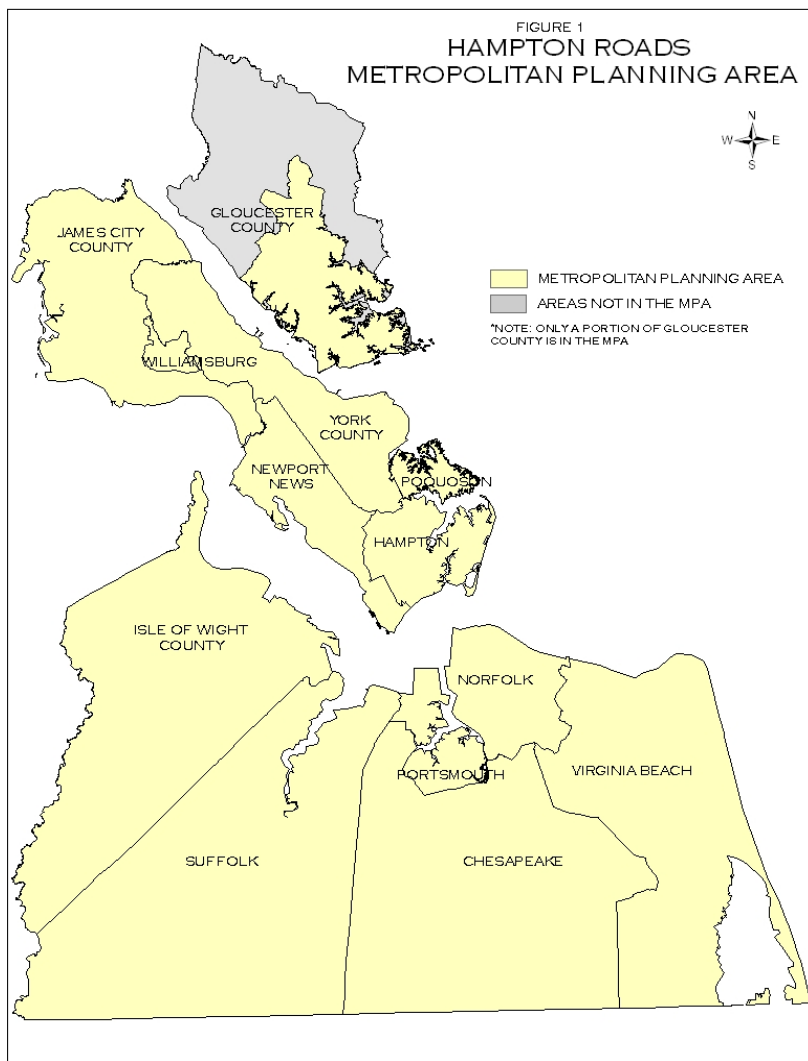 FIGURE 1
HAMPTON ROADS
METROPOLITAN PLANNING AREA
N
W E
S
GLOUCESTER
COUNTY
JAMES CITY
COUNTY
METROPOLITAN PLANNING AREA
AREAS NOT IN THE MPA
*NOTE: ONLY A PORTION OF GLOUCESTER
COUNTY IS IN THE MPA
WILLIAMSBURG
YORK
COUNTY
NEWPORT
NEWS
POQUOSON
HAMPTON
ISLE OF WIGHT
COUNTY
NORFOLK
PORTSMOUTH
VIRGINIA BEACH
SUFFOLK
CHESAPEAKE